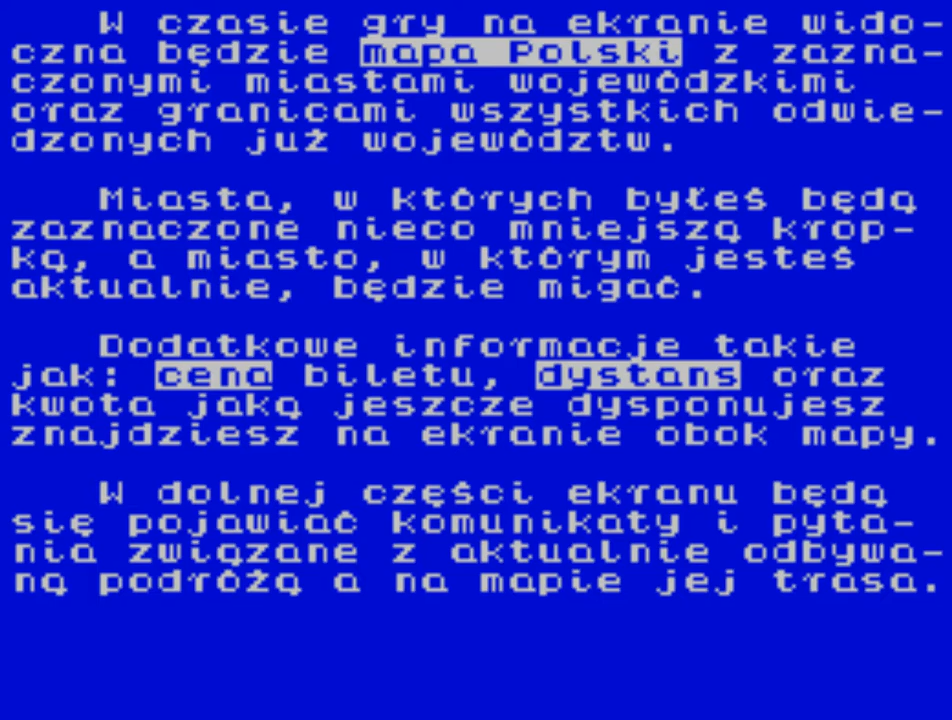 W czasie gry na ekranie wido-
czna będzie mapa Polski z zazna-
czonymi miastami wojewódzkimi
oraz granicami wszystkich odwie-
dzonych już województw.
Miasta, w których byłeś będą
zaznaczone nieco mniejszą krop-
ką, a miasto, w którym jesteś
aktualnie, będzie migać.
Dodatkowe informacje takie
jak: cena biletu, dystans oraz
kwota jaką jeszcze dysponujesz
znajdziesz na ekranie obok mapy.
W dolnej części ekranu będą
się pojawiać komunikaty i pyta-
nia związane z aktualnie odbywa-
ną podróżą a na mapie jej trasa.